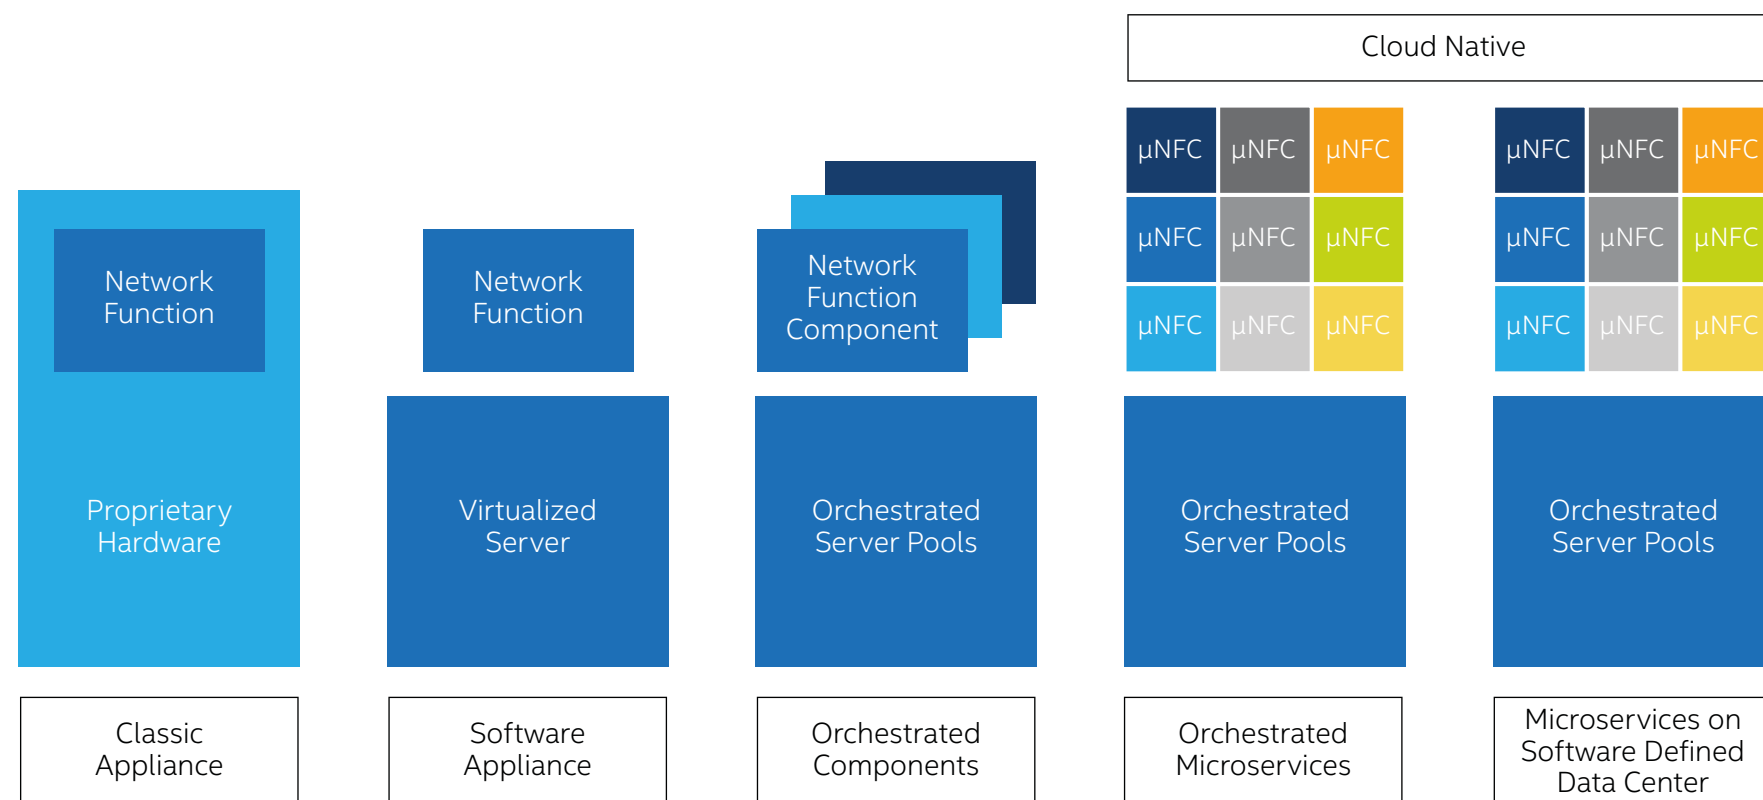 Cloud Native
µNFC µNFC µNFC
µNFC µNFC µNFC
µNFC µNFC µNFC
µNFC µNFC µNFC
µNFC µNFC µNFC
µNFC µNFC µNFC
Network
Function
Network
Function
Network
Function
Component
Proprietary
Hardware
Virtualized
Server
Orchestrated
Server Pools
Orchestrated
Server Pools
Orchestrated
Server Pools
Classic
Appliance
Software
Appliance
Orchestrated
Components
Orchestrated
Microservices
Microservices on
Software Defined
Data Center